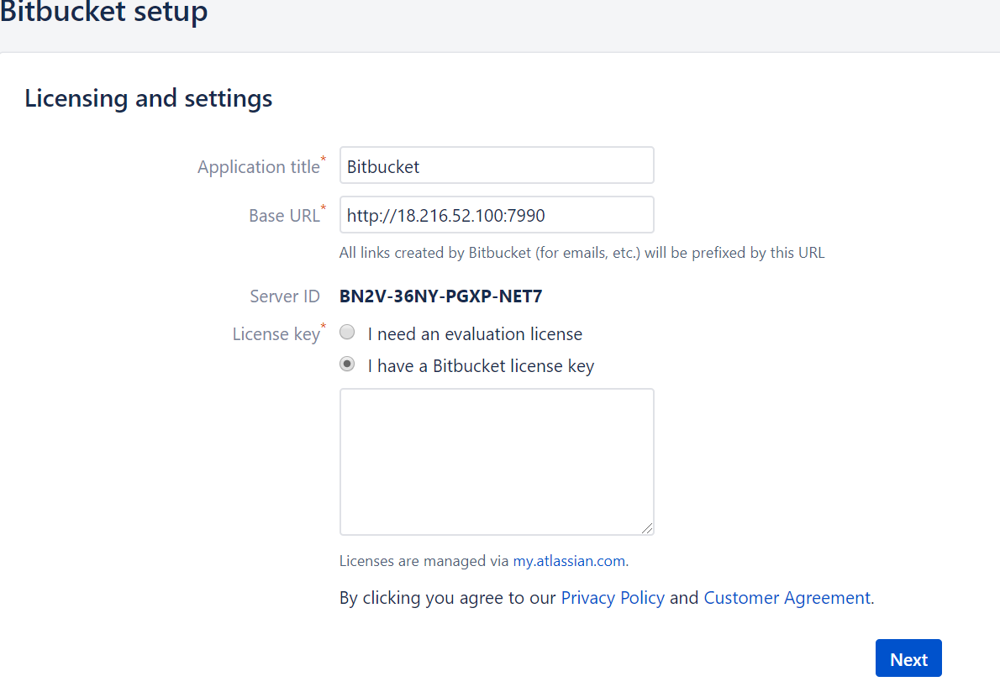 Bitbucket setup
Licensing and settings
Application title* Bitbucket
Base URL* http://18.216.52.100:7990
All links created by Bitbucket (for emails, etc.) will be prefixed by this URL
Server ID BN2V-36NY-PGXP-NET7
License key* I need an evaluation license
I have a Bitbucket license key
Licenses are managed via my.atlassian.com.
By clicking you agree to our Privacy Policy and Customer Agreement.
Next